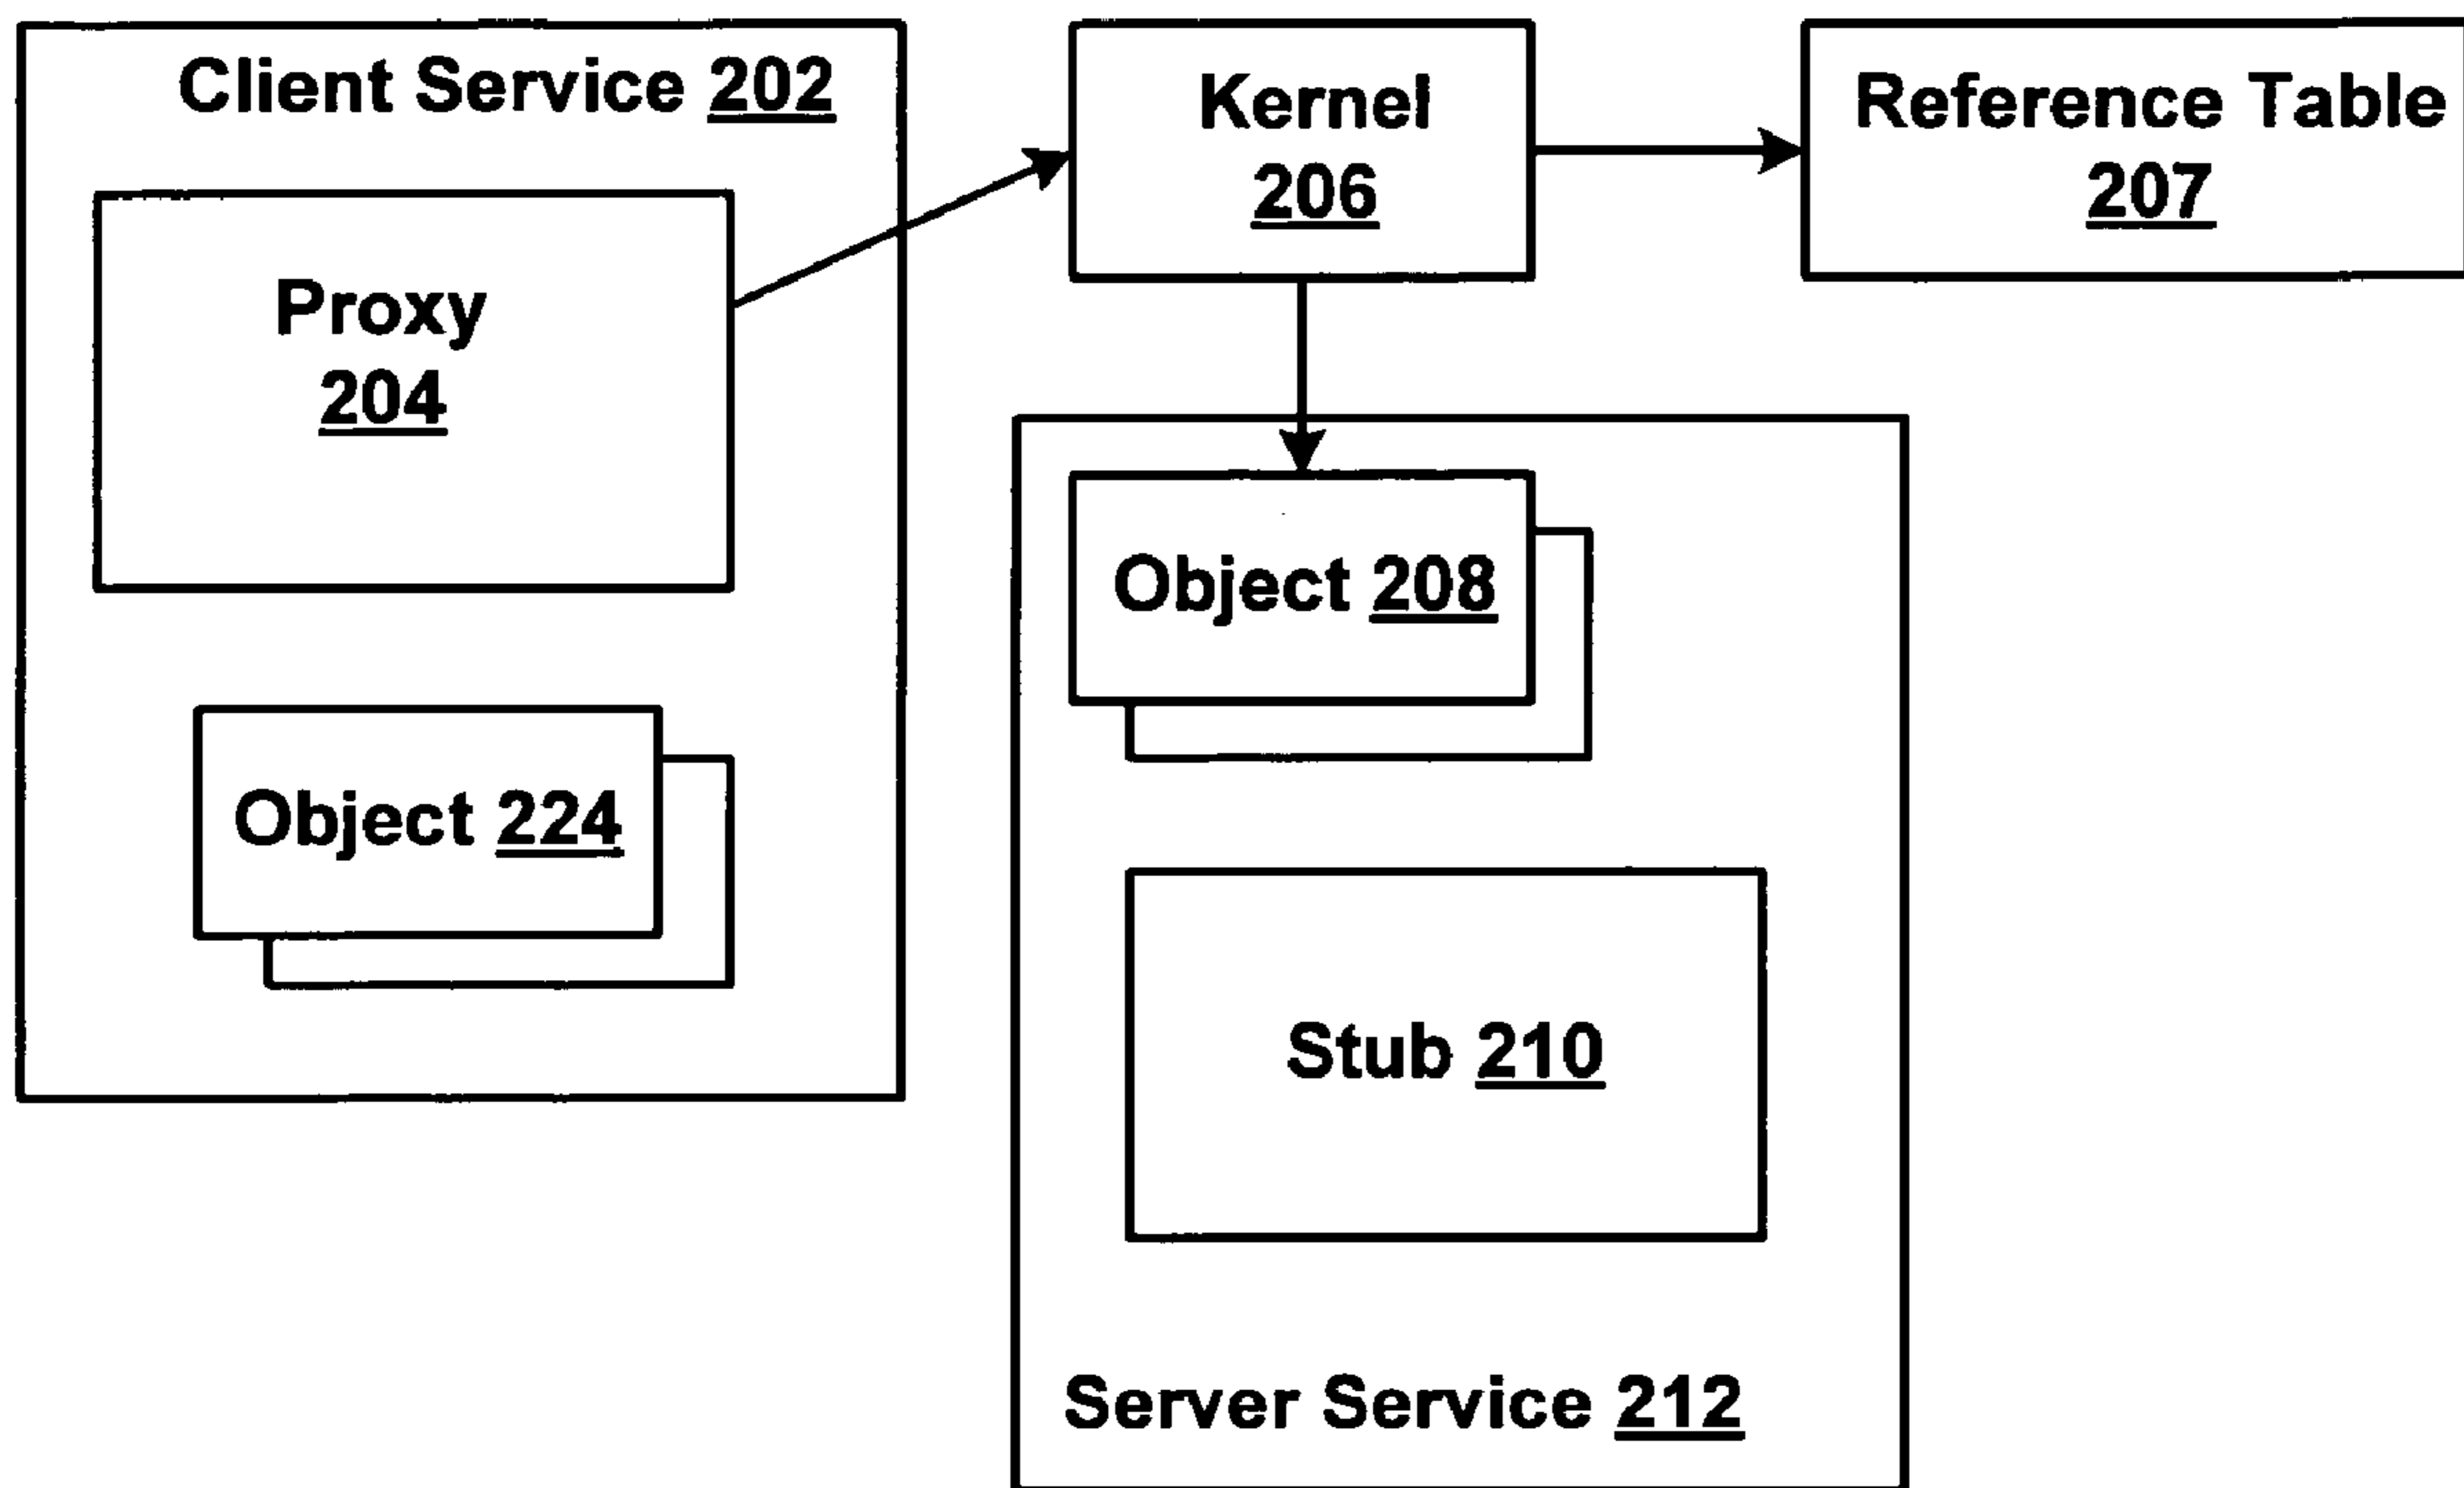 Client Service 202
Proxy
204
Object 224
Kernel
206
Reference Table
207
Object 208
Stub 210
Server Service 212